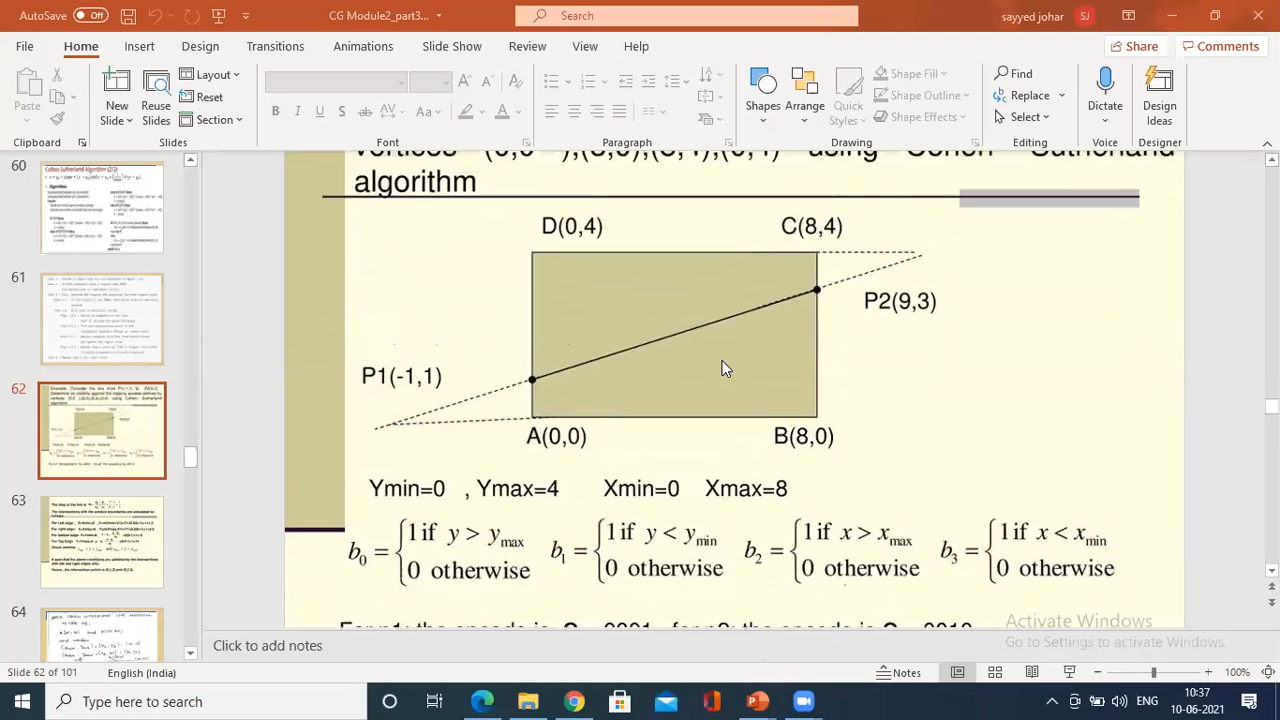 AutoSave Off CG Module2_part3... Search sayyed johar SJ
File Home Insert Design Transitions Animations Slide Show Review View Help Share Comments
Paste New Slide Reuse Slides Layout Reset Section Shapes Arrange Quick Styles Shape Fill Shape Outline Shape Effects Find Replace Select Dictate Design Ideas
B I U S ab AV Aa A
Clipboard Slides Font Paragraph Drawing Editing Voice Designer
60
61
62
63
64
algorithm
D(0,4) C(8,4)
P2(9,3)
P1(-1,1)
A(0,0) B(8,0)
Ymin=0 , Ymax=4 Xmin=0 Xmax=8
b0 = {1 if y > ymax
0 otherwise
b1 = {1 if y < ymin
0 otherwise
b2 = {1 if x > xmax
0 otherwise
b3 = {1 if x < xmin
0 otherwise
Activate Windows
Go to Settings to activate Windows.
Click to add notes
Slide 62 of 101 English (India) Notes 100%
Type here to search ENG 10:37
10-06-2021